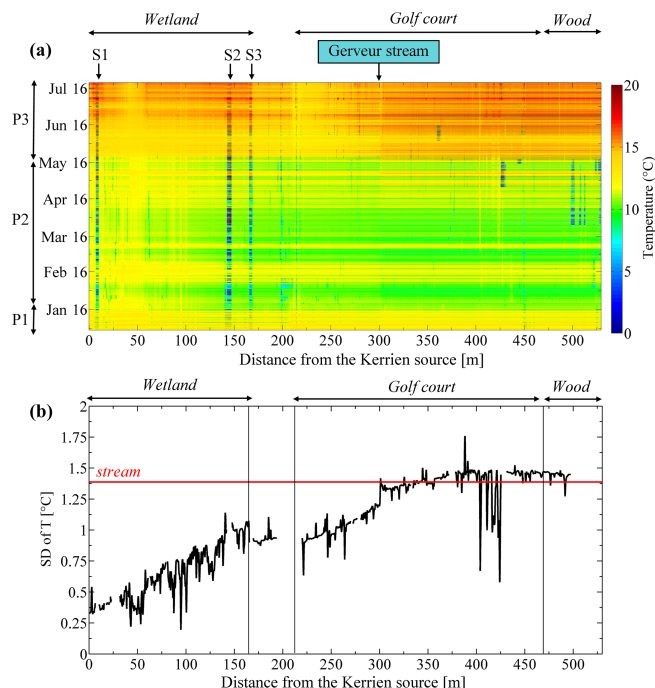 Wetland Golf court Wood
(a) S1 S2 S3 Gerveur stream
P3
P2
P1
Jul 16
Jun 16
May 16
Apr 16
Mar 16
Feb 16
Jan 16
0 50 100 150 200 250 300 350 400 450 500
Distance from the Kerrien source [m]
20
15
10
5
0
Temperature (°C)
Wetland Golf court Wood
(b)
2
1.75
1.5
1.25
1
0.75
0.5
0.25
0
SD of T [°C]
stream
0 50 100 150 200 250 300 350 400 450 500
Distance from the Kerrien source [m]